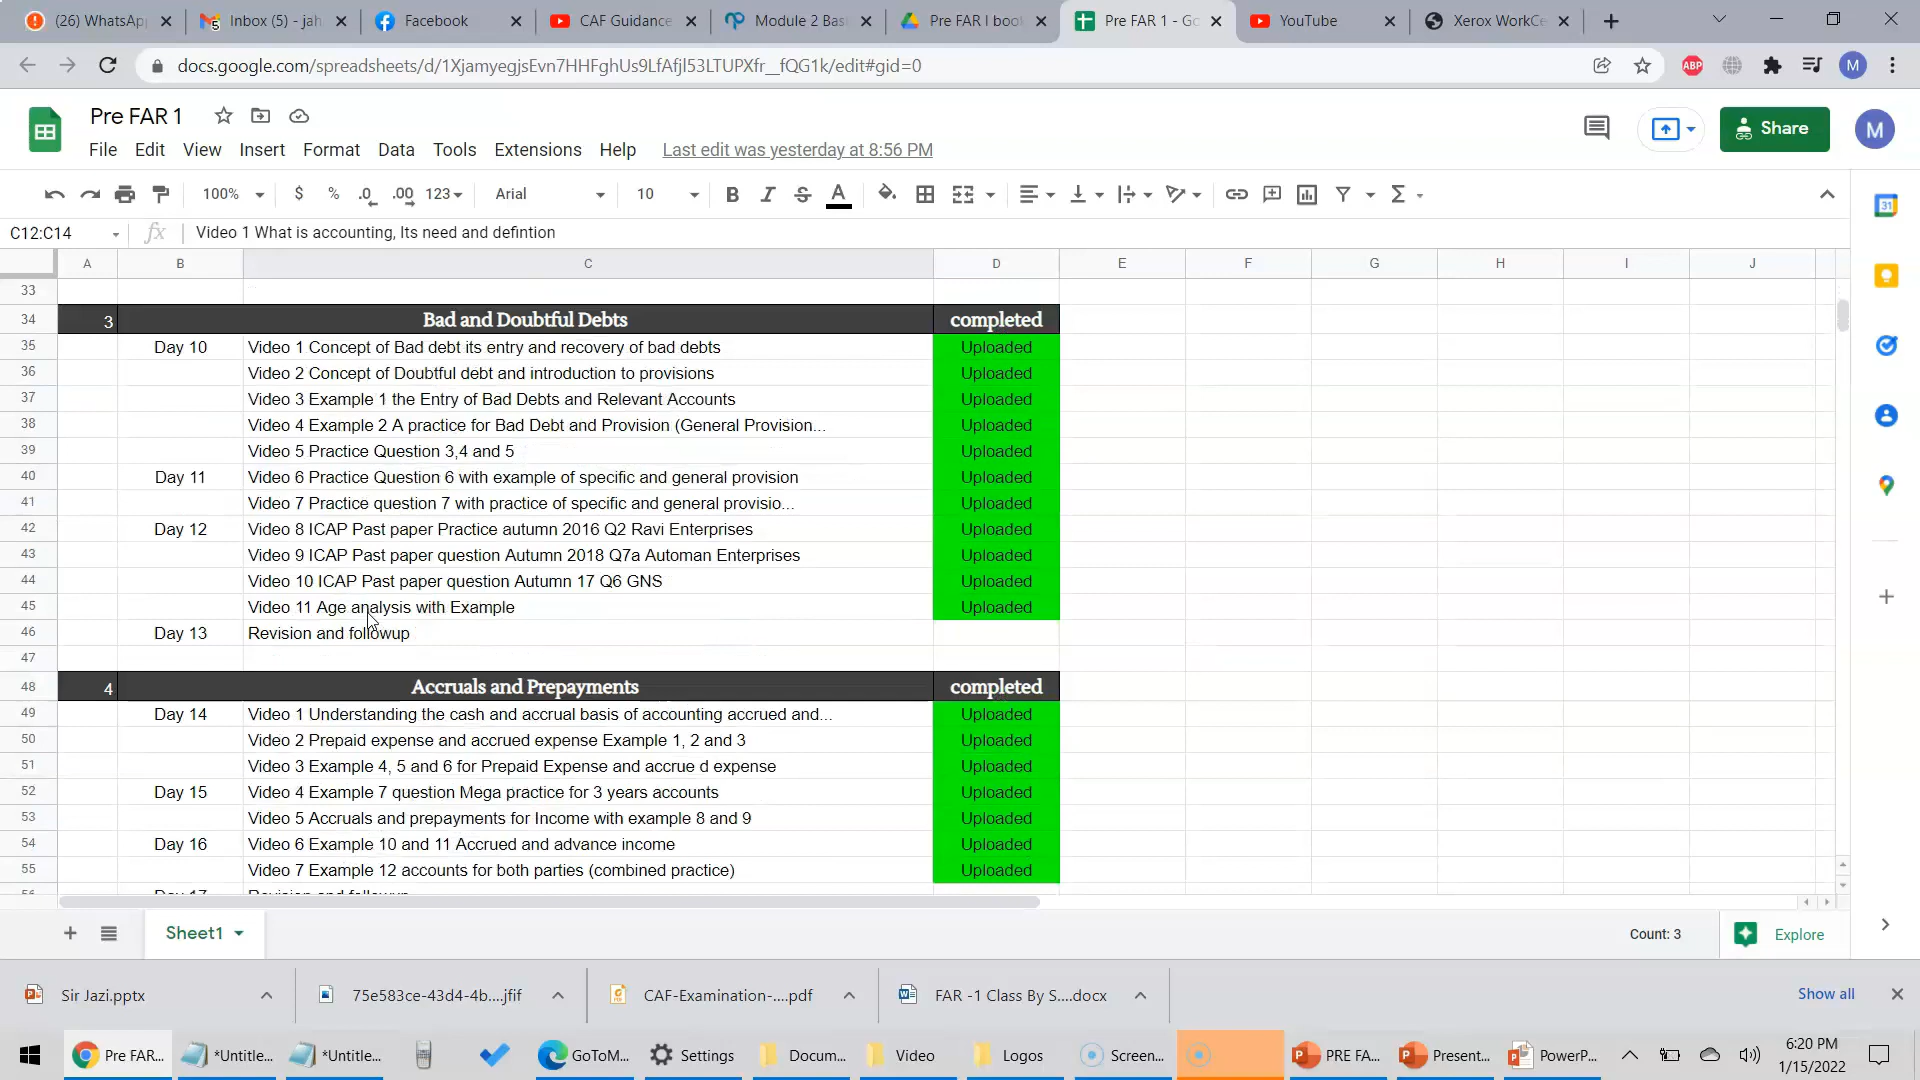 (26) WhatsAp
Inbox (5) - jah
Facebook
CAF Guidance
Module 2 Bas
Pre FAR I boo
Pre FAR 1 - Go
YouTube
Xerox WorkCe
docs.google.com/spreadsheets/d/1XjamyegjsEvn7HHFghUs9LfAfjl53LTUPXfr__fQG1k/edit#gid=0
ABP
M
Pre FAR 1
Share
M
File Edit View Insert Format Data Tools Extensions Help Last edit was yesterday at 8:56 PM
100% $ % .0 .00 123 Arial 10 B I S A
31
C12:C14 fx Video 1 What is accounting, Its need and defintion
A B C D E F G H I J
33
34 3 Bad and Doubtful Debts completed
35 Day 10 Video 1 Concept of Bad debt its entry and recovery of bad debts Uploaded
36 Video 2 Concept of Doubtful debt and introduction to provisions Uploaded
37 Video 3 Example 1 the Entry of Bad Debts and Relevant Accounts Uploaded
38 Video 4 Example 2 A practice for Bad Debt and Provision (General Provision... Uploaded
39 Video 5 Practice Question 3,4 and 5 Uploaded
40 Day 11 Video 6 Practice Question 6 with example of specific and general provision Uploaded
41 Video 7 Practice question 7 with practice of specific and general provisio... Uploaded
42 Day 12 Video 8 ICAP Past paper Practice autumn 2016 Q2 Ravi Enterprises Uploaded
43 Video 9 ICAP Past paper question Autumn 2018 Q7a Automan Enterprises Uploaded
44 Video 10 ICAP Past paper question Autumn 17 Q6 GNS Uploaded
45 Video 11 Age analysis with Example Uploaded
46 Day 13 Revision and followup
47
48 4 Accruals and Prepayments completed
49 Day 14 Video 1 Understanding the cash and accrual basis of accounting accrued and... Uploaded
50 Video 2 Prepaid expense and accrued expense Example 1, 2 and 3 Uploaded
51 Video 3 Example 4, 5 and 6 for Prepaid Expense and accrue d expense Uploaded
52 Day 15 Video 4 Example 7 question Mega practice for 3 years accounts Uploaded
53 Video 5 Accruals and prepayments for Income with example 8 and 9 Uploaded
54 Day 16 Video 6 Example 10 and 11 Accrued and advance income Uploaded
55 Video 7 Example 12 accounts for both parties (combined practice) Uploaded
56 Day 17 Revision and followup
Sheet1
Count: 3
Explore
Sir Jazi.pptx
75e583ce-43d4-4b....jfif
CAF-Examination-....pdf
FAR -1 Class By S....docx
Show all
Pre FAR...
*Untitle...
*Untitle...
GoToM...
Settings
Docum...
Video
Logos
Screen...
PRE FA...
Present...
PowerP...
6:20 PM
1/15/2022